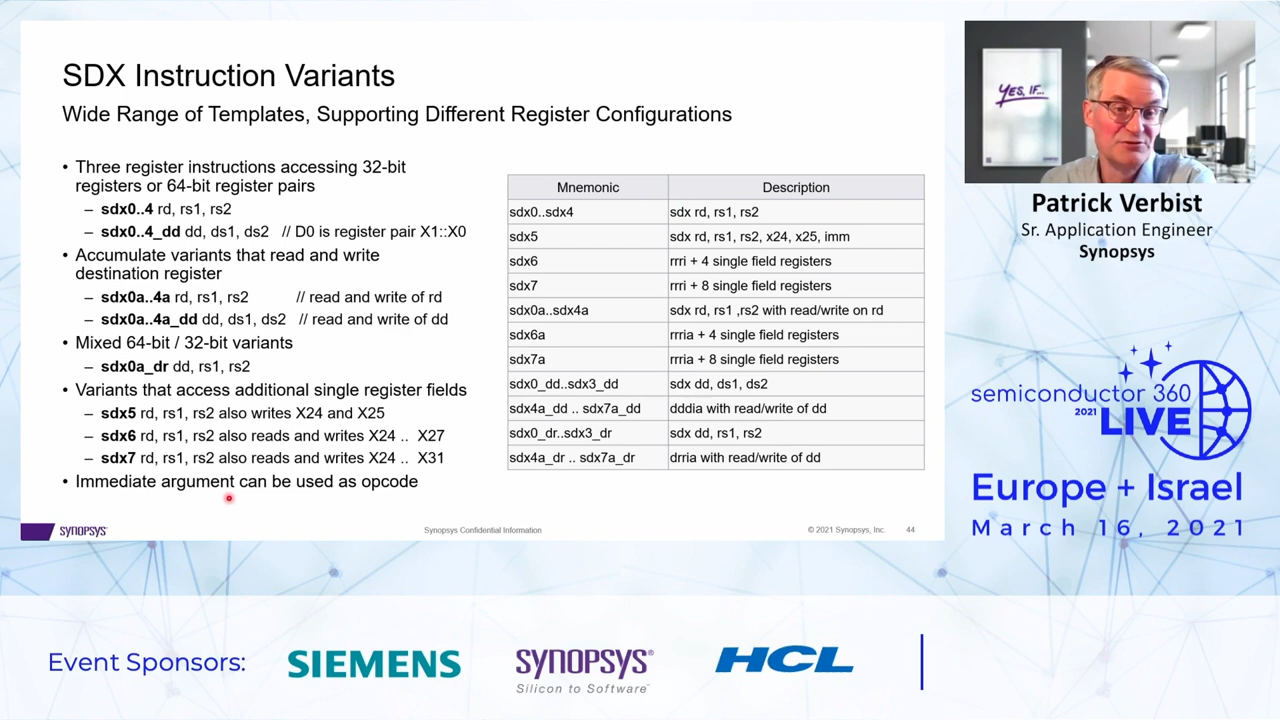 SDX Instruction Variants
Wide Range of Templates, Supporting Different Register Configurations
• Three register instructions accessing 32-bit
registers or 64-bit register pairs
– sdx0..4 rd, rs1, rs2
– sdx0..4_dd dd, ds1, ds2 // D0 is register pair X1::X0
• Accumulate variants that read and write
destination register
– sdx0a..4a rd, rs1, rs2 // read and write of rd
– sdx0a..4a_dd dd, ds1, ds2 // read and write of dd
• Mixed 64-bit / 32-bit variants
– sdx0a_dr dd, rs1, rs2
• Variants that access additional single register fields
– sdx5 rd, rs1, rs2 also writes X24 and X25
– sdx6 rd, rs1, rs2 also reads and writes X24 .. X27
– sdx7 rd, rs1, rs2 also reads and writes X24 .. X31
• Immediate argument can be used as opcode
Mnemonic Description
sdx0..sdx4 sdx rd, rs1, rs2
sdx5 sdx rd, rs1, rs2, x24, x25, imm
sdx6 rrri + 4 single field registers
sdx7 rrri + 8 single field registers
sdx0a..sdx4a sdx rd, rs1 ,rs2 with read/write on rd
sdx6a rrria + 4 single field registers
sdx7a rrria + 8 single field registers
sdx0_dd..sdx3_dd sdx dd, ds1, ds2
sdx4a_dd .. sdx7a_dd dddia with read/write of dd
sdx0_dr..sdx3_dr sdx dd, rs1, rs2
sdx4a_dr .. sdx7a_dr drria with read/write of dd
SYNOPSYS®
Synopsys Confidential Information
© 2021 Synopsys, Inc. 44
YES, IF...
Patrick Verbist
Sr. Application Engineer
Synopsys
semiconductor 360
2021 LIVE
Europe + Israel
March 16, 2021
Event Sponsors:
SIEMENS
SYNOPSYS®
Silicon to Software™
HCL